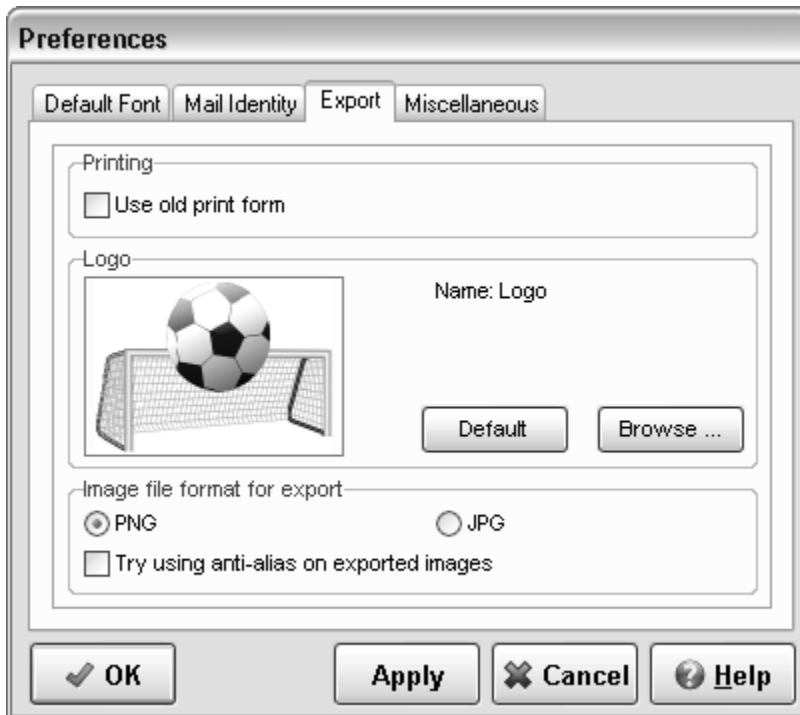 Preferences
Default Font Mail Identity Export Miscellaneous
Printing
Use old print form
Logo
Name: Logo
Default Browse ...
Image file format for export
PNG JPG
Try using anti-alias on exported images
OK Apply Cancel Help